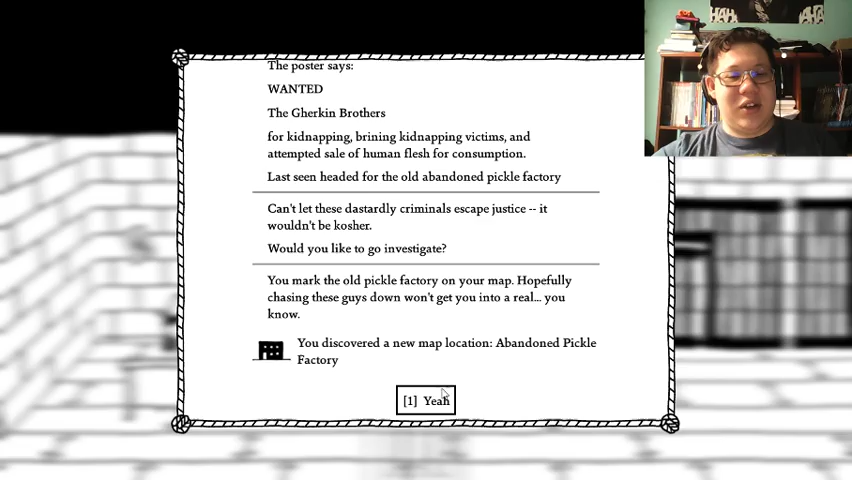 The poster says:
WANTED
The Gherkin Brothers
for kidnapping, brining kidnapping victims, and
attempted sale of human flesh for consumption.
Last seen headed for the old abandoned pickle factory
Can't let these dastardly criminals escape justice -- it
wouldn't be kosher.
Would you like to go investigate?
You mark the old pickle factory on your map. Hopefully
chasing these guys down won't get you into a real... you
know.
You discovered a new map location: Abandoned Pickle
Factory
[1] Yeah
HA
HA